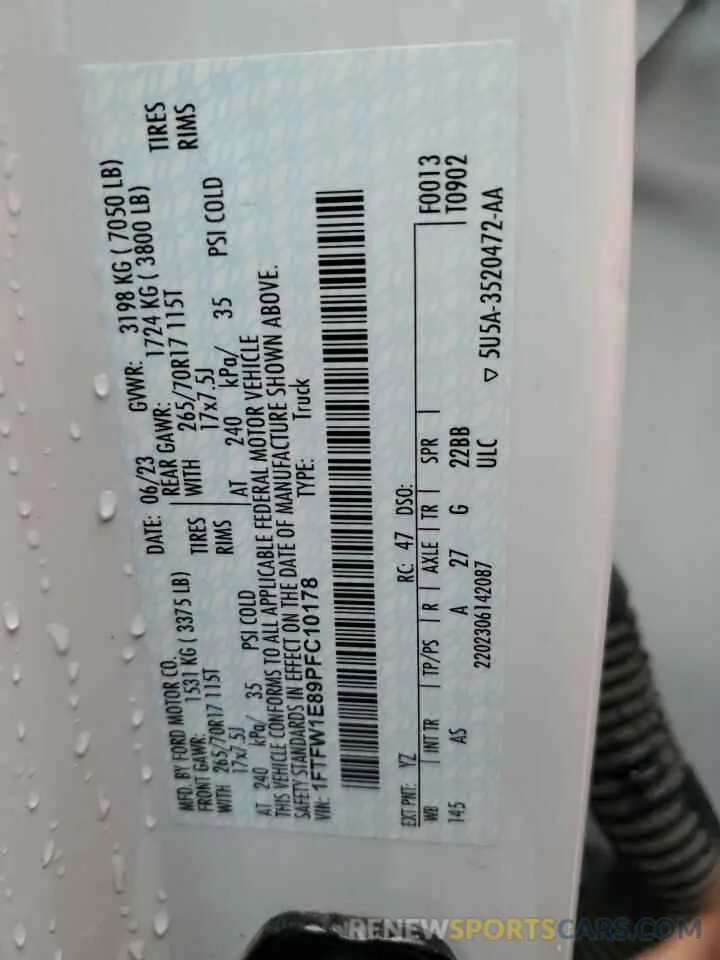 MFD. BY FORD MOTOR CO.
DATE: 06/23 GVWR: 3198 KG ( 7050 LB)
FRONT GAWR: 1531 KG ( 3375 LB) REAR GAWR: 1724 KG ( 3800 LB)
WITH 265/70R17 115T TIRES WITH 265/70R17 115T TIRES
17x7.5J RIMS 17x7.5J RIMS
AT 240 kPa/ 35 PSI COLD AT 240 kPa/ 35 PSI COLD
THIS VEHICLE CONFORMS TO ALL APPLICABLE FEDERAL MOTOR VEHICLE
SAFETY STANDARDS IN EFFECT ON THE DATE OF MANUFACTURE SHOWN ABOVE.
VIN: 1FTFW1E89PFC10178 TYPE: Truck
EXT PNT: YZ RC: 47 DSO: F0013
T0902
WB INT TR TP/PS R AXLE TR SPR
145 AS A 27 G 22BB
2202306142087 ULC ▽ 5U5A-3520472-AA
RENEWSPORTSCARS.COM